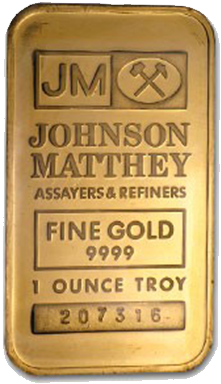 JM
JOHNSON
MATTHEY
ASSAYERS & REFINERS
FINE GOLD
9999
1 OUNCE TROY
207316